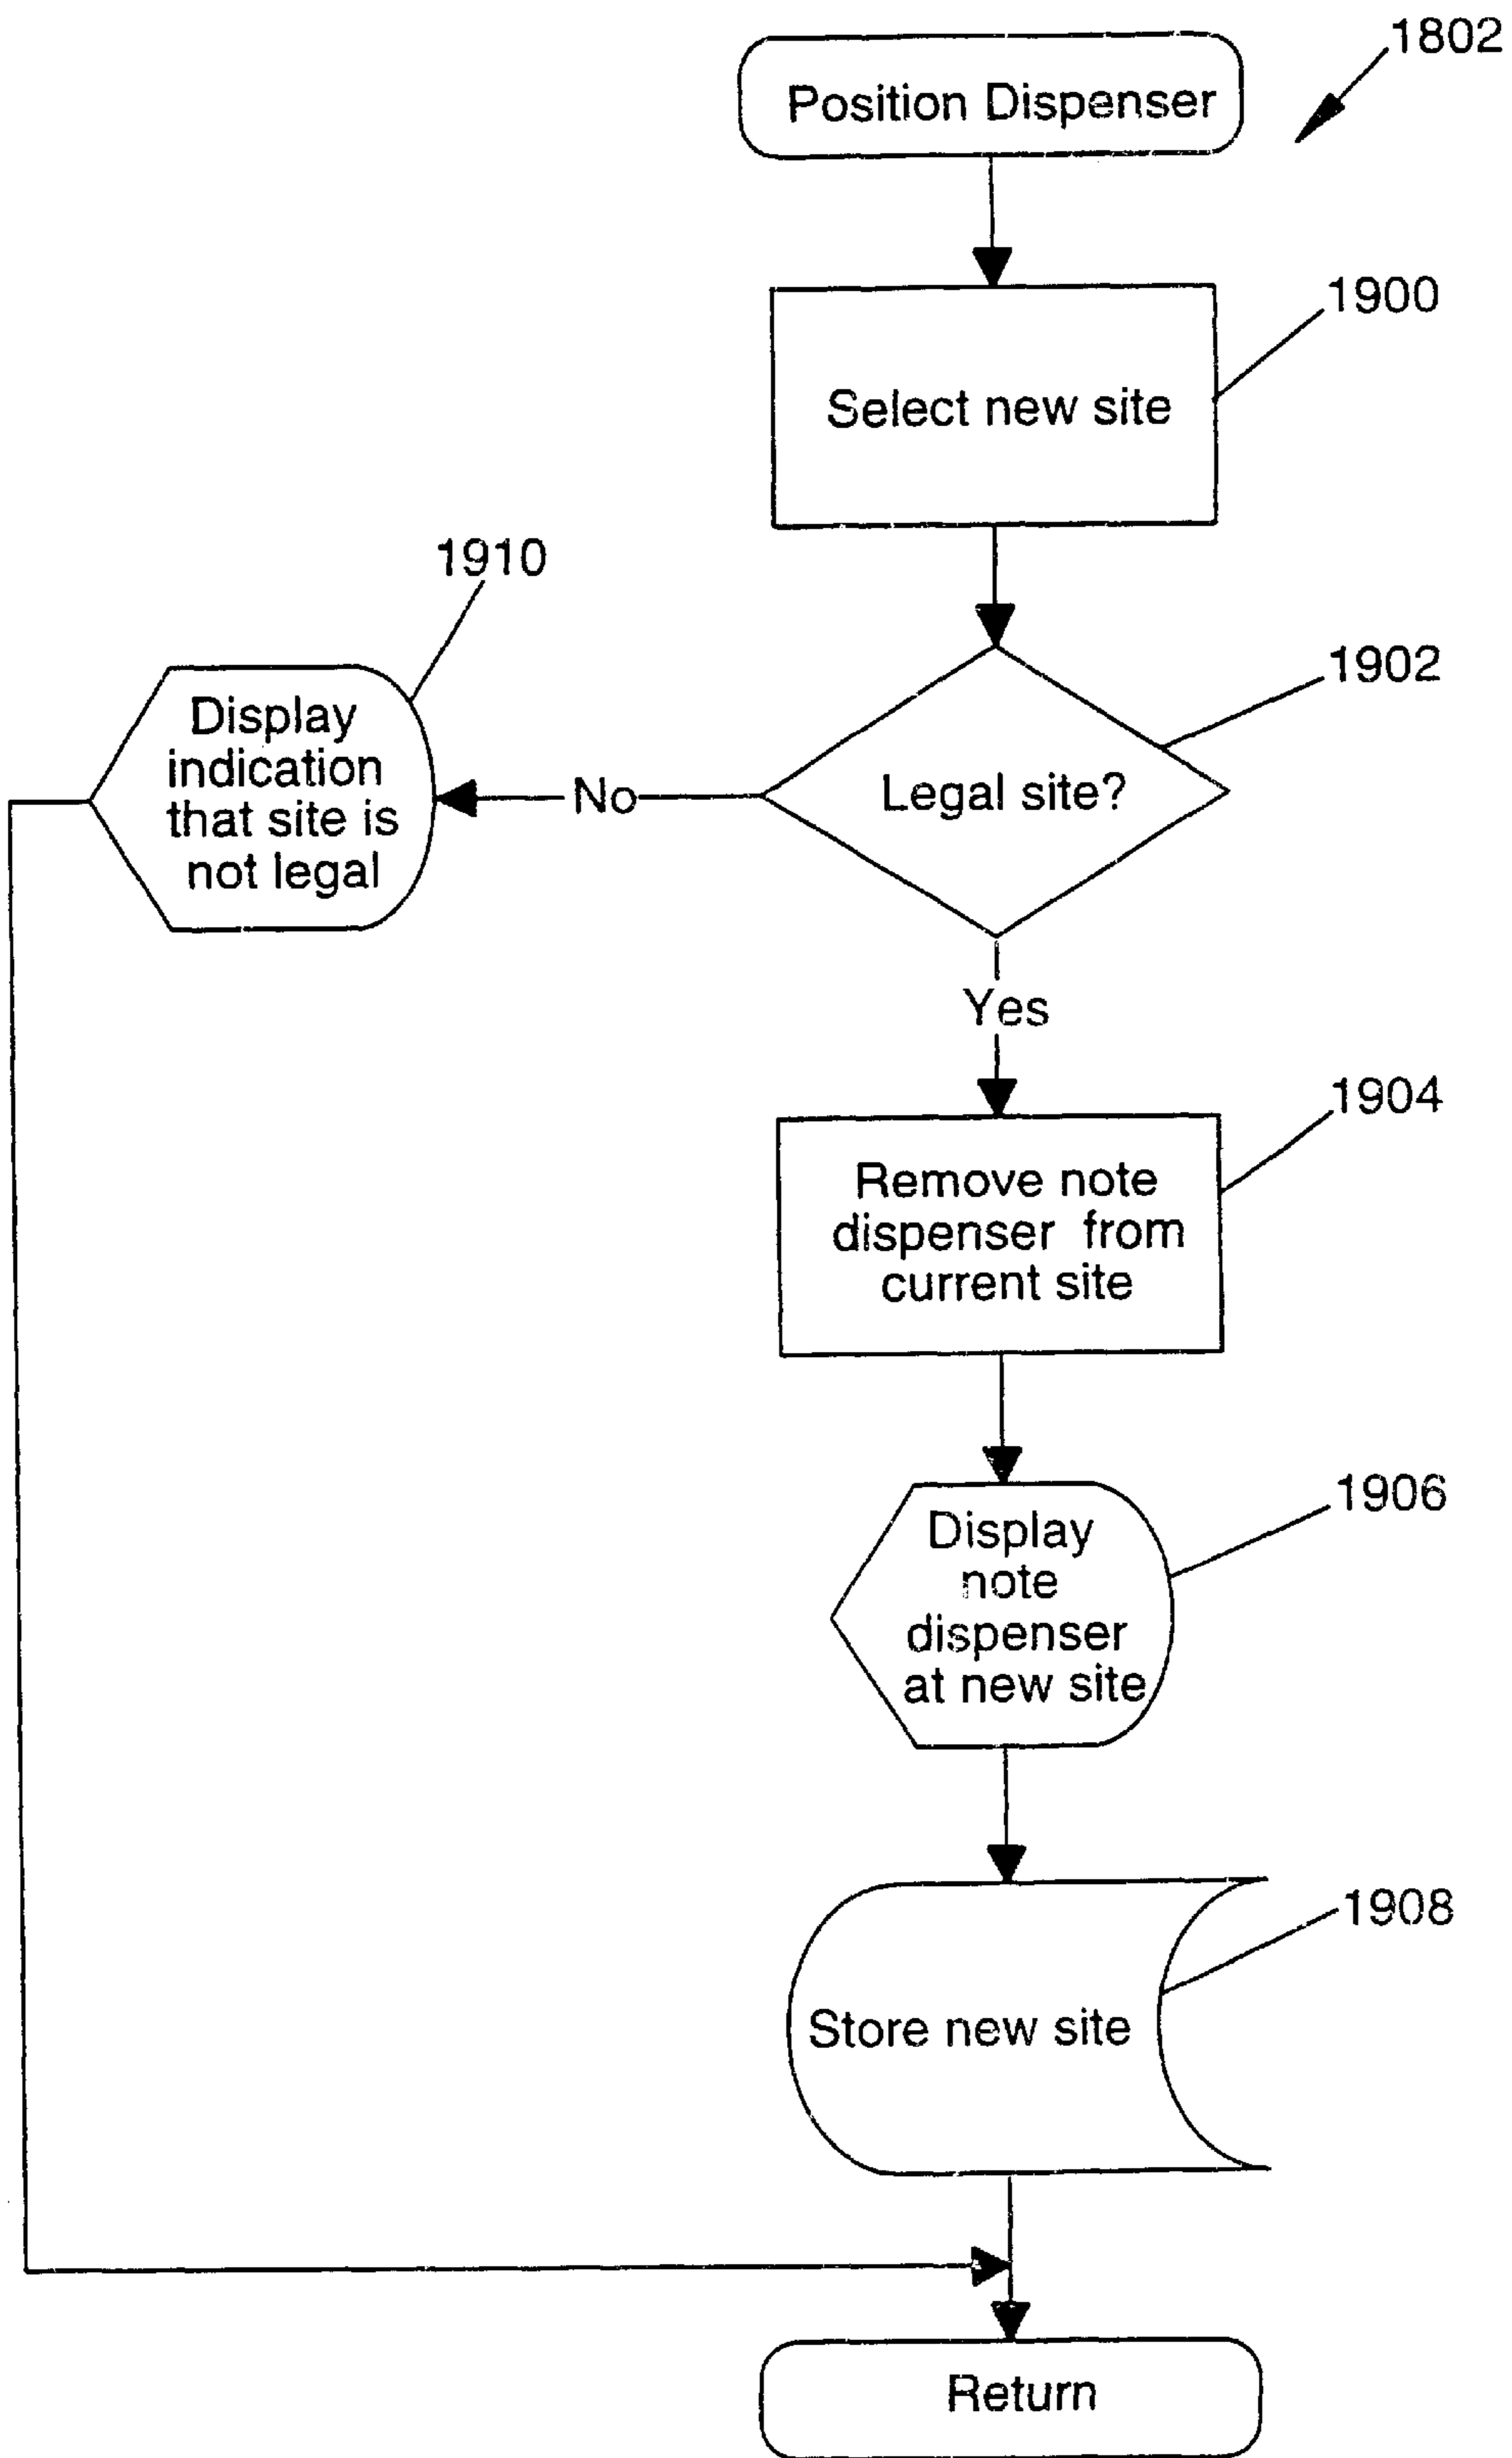 1802
Position Dispenser
1900
Select new site
1910
1902
Display
indication
that site is
not legal
No
Legal site?
Yes
1904
Remove note
dispenser from
current site
1906
Display
note
dispenser
at new site
1908
Store new site
Return